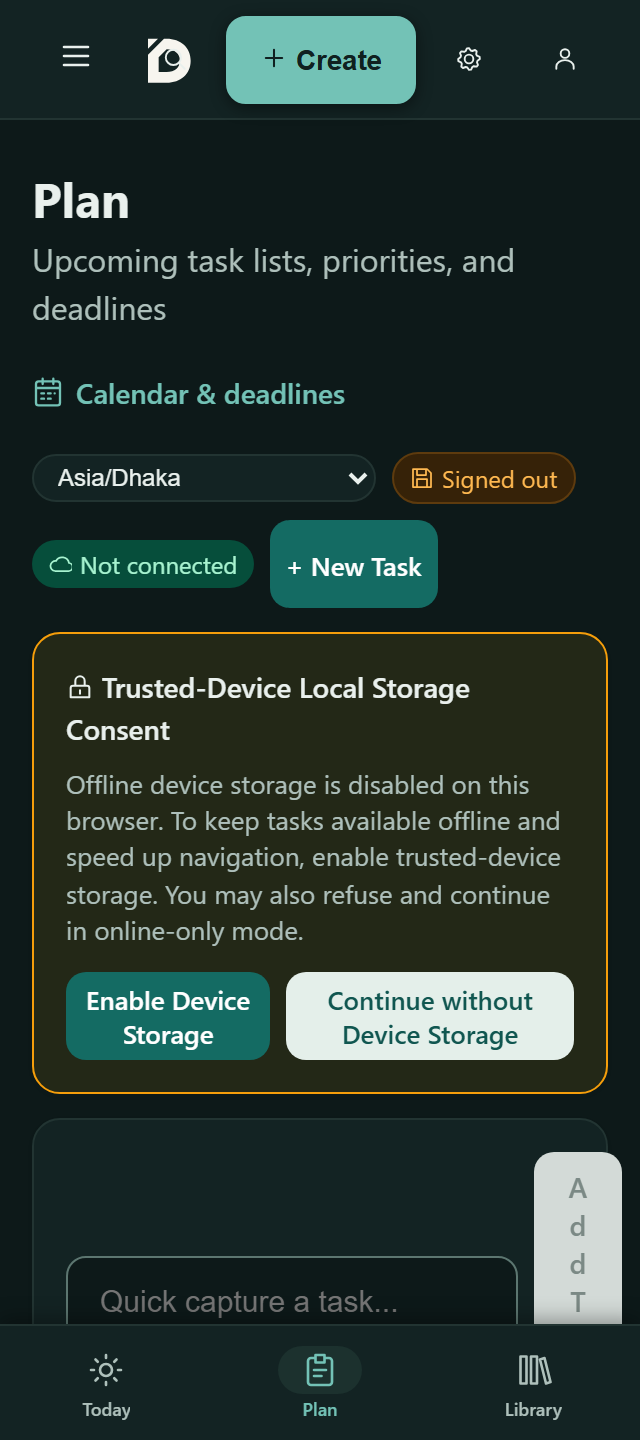 + Create
Plan
Upcoming task lists, priorities, and
deadlines
Calendar & deadlines
Asia/Dhaka
Signed out
Not connected
+ New Task
Trusted-Device Local Storage
Consent
Offline device storage is disabled on this
browser. To keep tasks available offline and
speed up navigation, enable trusted-device
storage. You may also refuse and continue
in online-only mode.
Enable Device
Storage
Continue without
Device Storage
A
d
d
T
Quick capture a task...
Today
Plan
Library